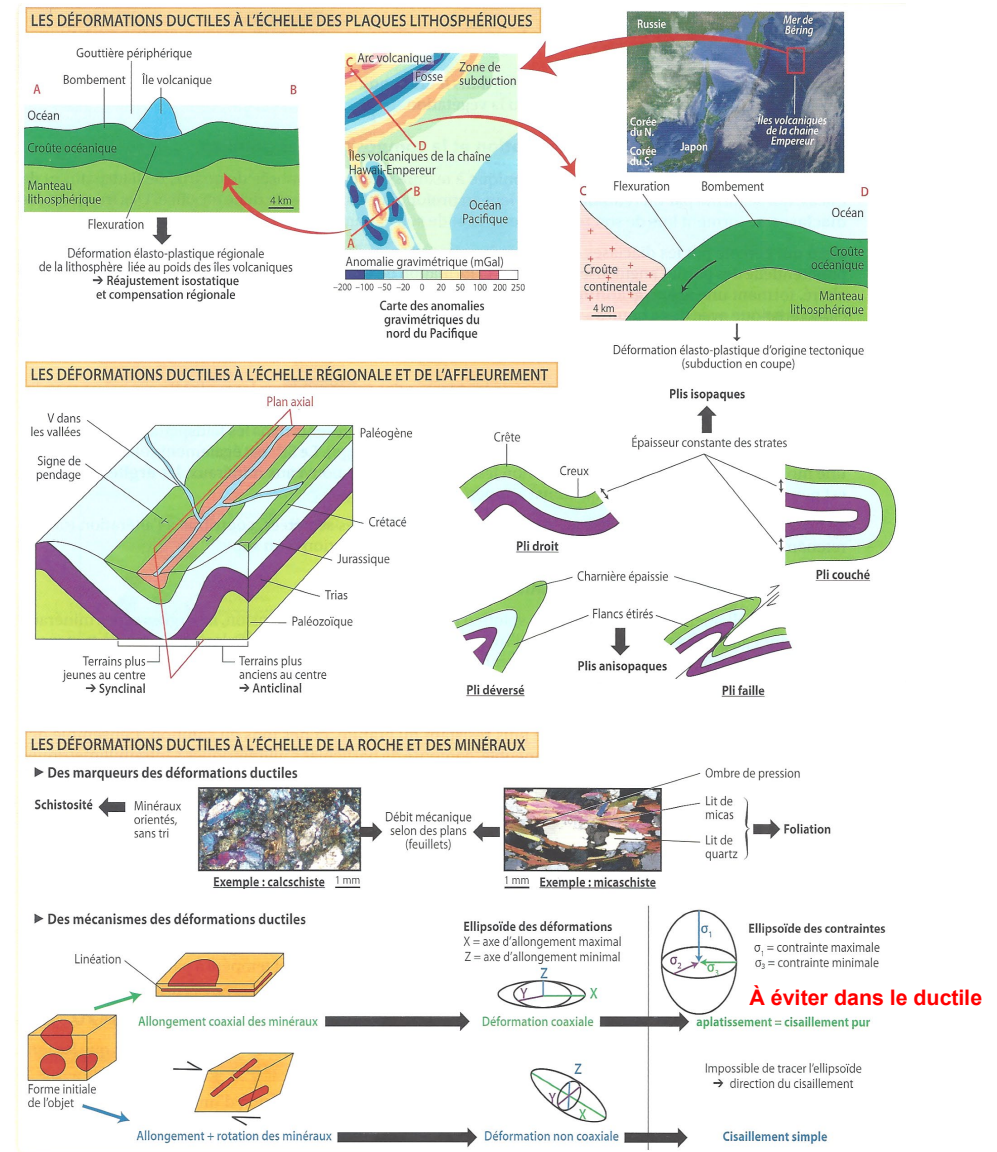 LES DÉFORMATIONS DUCTILES À L'ÉCHELLE DES PLAQUES LITHOSPHÉRIQUES
Gouttière périphérique
Bombement
Île volcanique
A
B
Océan
Croûte océanique
Manteau
lithosphérique
4 km
Flexuration
Déformation élasto-plastique régionale
de la lithosphère liée au poids des îles volcaniques
→ Réajustement isostatique
et compensation régionale
C
Arc volcanique
Fosse
Zone de
subduction
D
Îles volcaniques de la chaîne
Hawaii-Empereur
B
A
Océan
Pacifique
Anomalie gravimétrique (mGal)
−200 −100 −50 −20 0 20 50 100 200 250
Carte des anomalies
gravimétriques du
nord du Pacifique
Russie
Mer de
Béring
Îles volcaniques
de la chaîne
Empereur
Corée
du N.
Corée
du S.
Japon
C
Flexuration
Bombement
D
Océan
Croûte
continentale
Croûte
océanique
Manteau
lithosphérique
4 km
Déformation élasto-plastique d'origine tectonique
(subduction en coupe)
LES DÉFORMATIONS DUCTILES À L'ÉCHELLE RÉGIONALE ET DE L'AFFLEUREMENT
Plan axial
V dans
les vallées
Signe de
pendage
Paléogène
Crétacé
Jurassique
Trias
Paléozoïque
Terrains plus
jeunes au centre
→ Synclinal
Terrains plus
anciens au centre
→ Anticlinal
Plis isopaques
Épaisseur constante des strates
Crête
Creux
Pli droit
Pli couché
Charnière épaissie
Flancs étirés
Plis anisopaques
Pli déversé
Pli faille
LES DÉFORMATIONS DUCTILES À L'ÉCHELLE DE LA ROCHE ET DES MINÉRAUX
▶ Des marqueurs des déformations ductiles
Schistosité
Minéraux
orientés,
sans tri
Exemple : calcschiste
1 mm
Débit mécanique
selon des plans
(feuillets)
1 mm
Exemple : micaschiste
Ombre de pression
Lit de
micas
Lit de
quartz
Foliation
▶ Des mécanismes des déformations ductiles
Linéation
Forme initiale
de l'objet
Allongement coaxial des minéraux
Allongement + rotation des minéraux
Ellipsoïde des déformations
X = axe d'allongement maximal
Z = axe d'allongement minimal
Z
Y
X
Déformation coaxiale
Z
Y
X
Déformation non coaxiale
σ1
σ2
σ3
Ellipsoïde des contraintes
σ1 = contrainte maximale
σ3 = contrainte minimale
À éviter dans le ductile
aplatissement = cisaillement pur
Impossible de tracer l'ellipsoïde
→ direction du cisaillement
Cisaillement simple